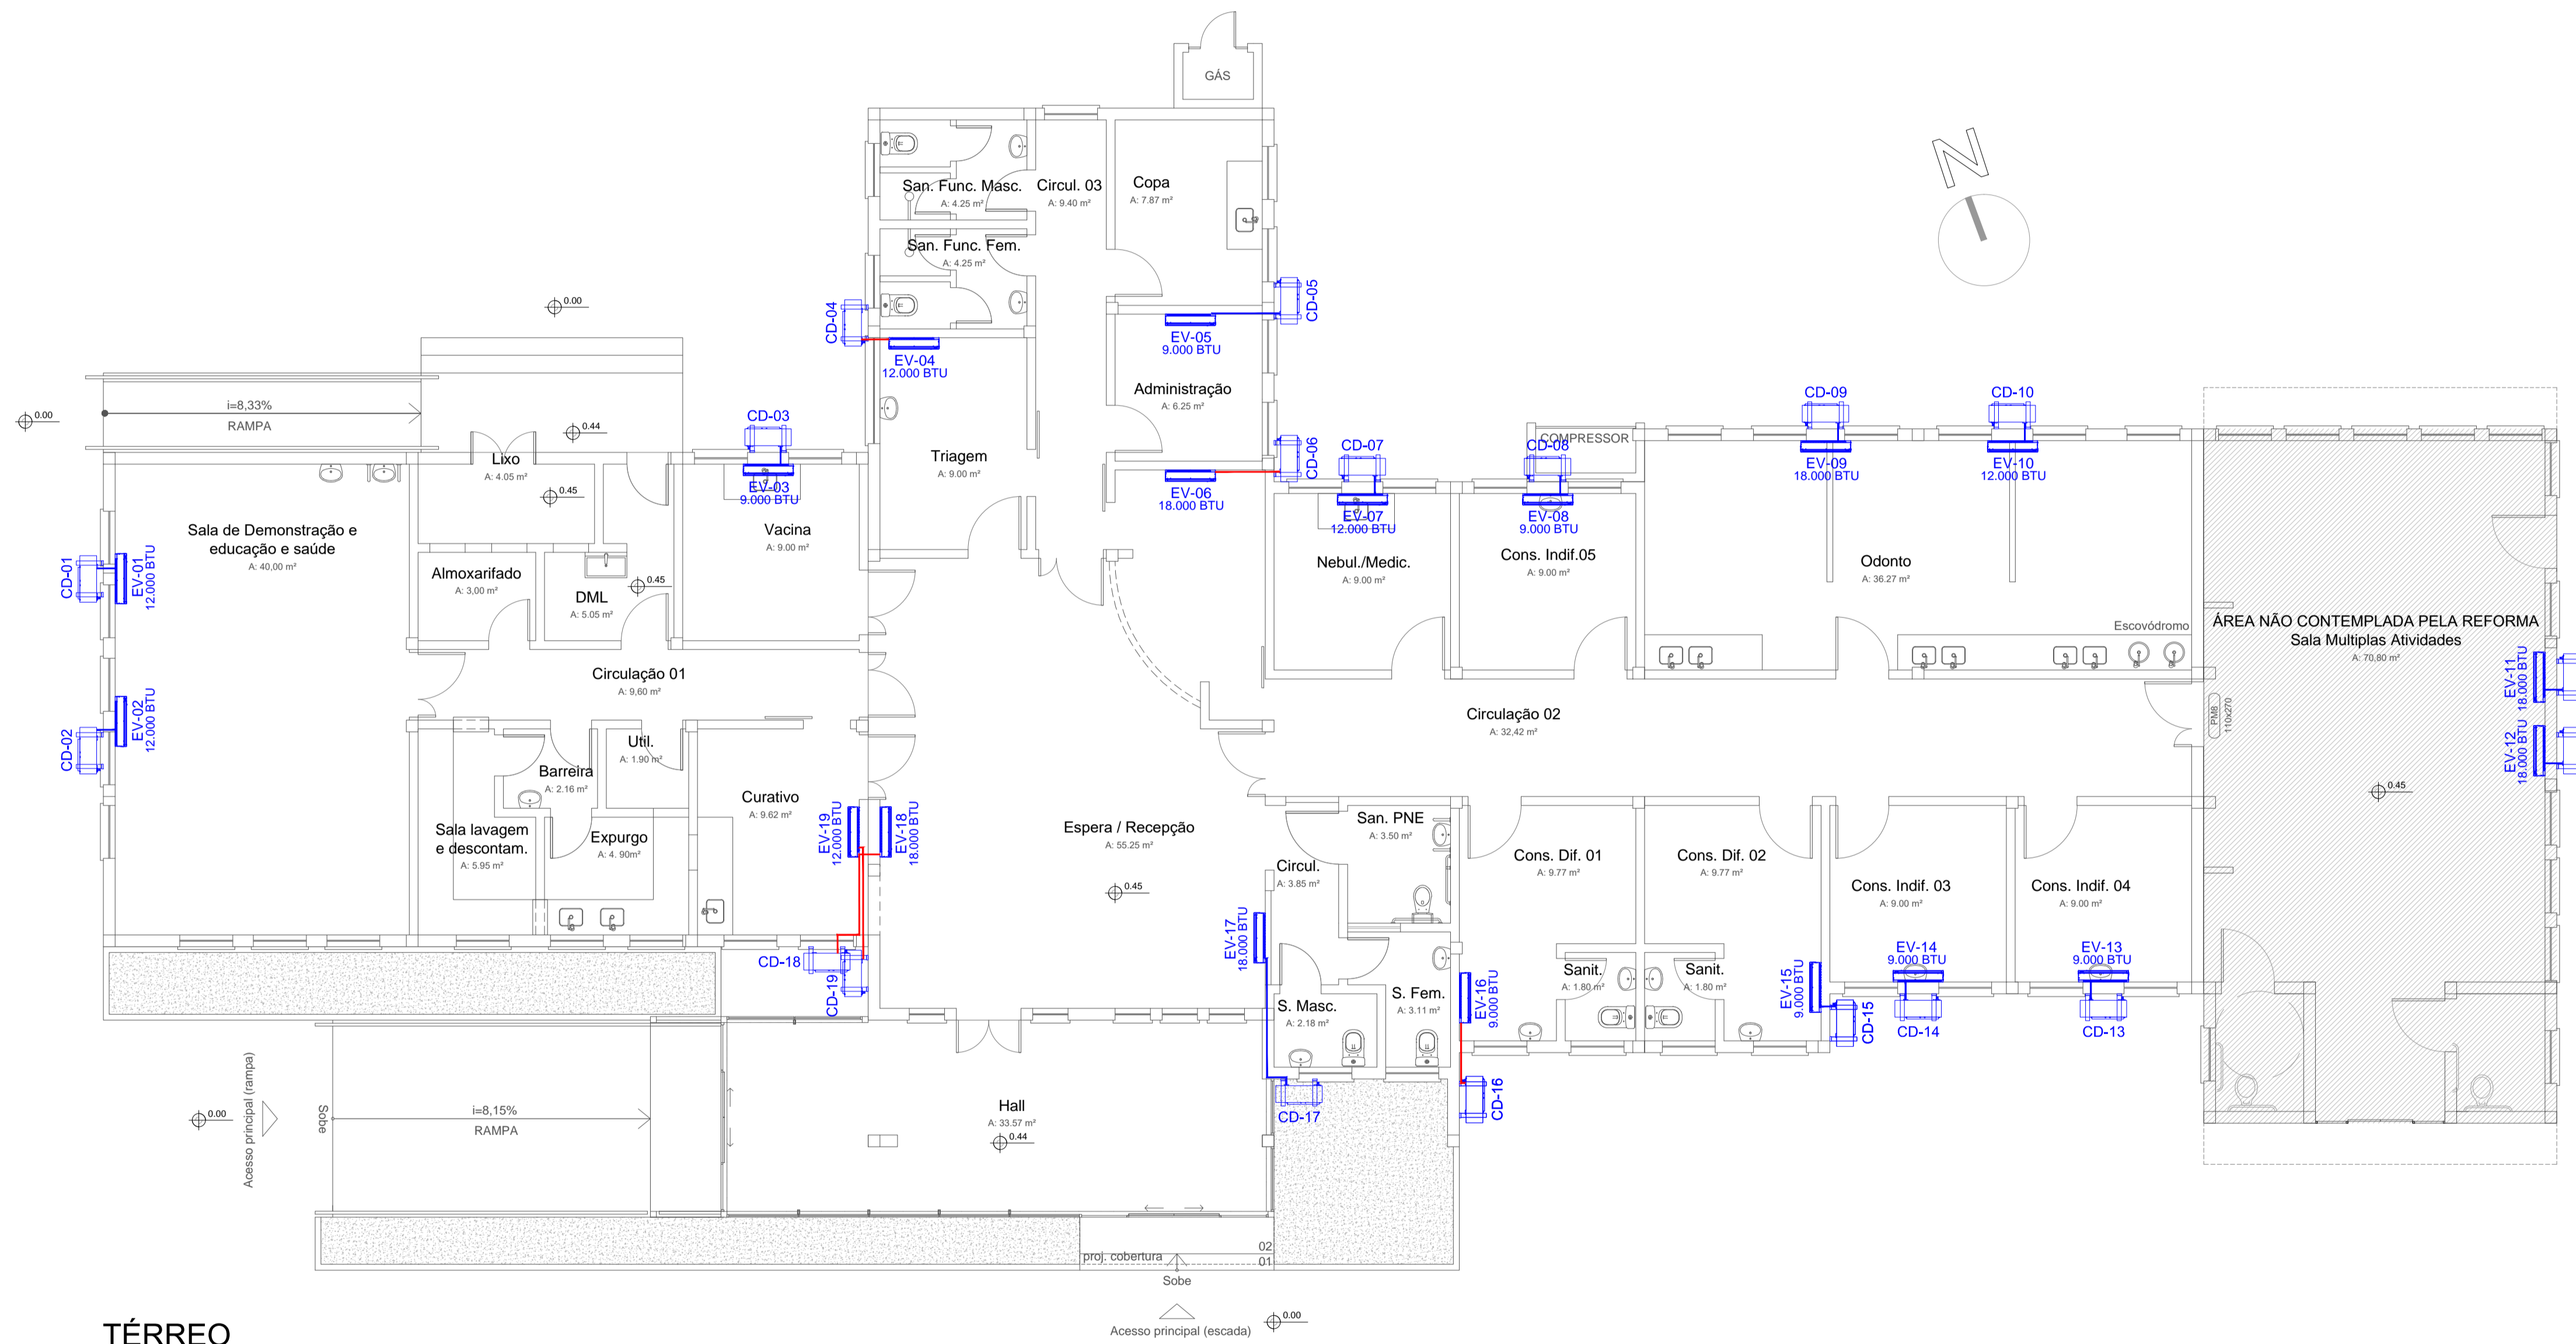 GÁS
N
San. Func. Masc.
A: 4.25 m²
Circul. 03
A: 9.40 m²
Copa
A: 7.87 m²
San. Func. Fem.
A: 4.25 m²
0.00
CD-04
CD-05
EV-04
12.000 BTU
EV-05
9.000 BTU
Administração
A: 6.25 m²
CD-06
EV-06
18.000 BTU
Triagem
A: 9.00 m²
0.00
i=8,33%
RAMPA
0.44
CD-03
EV-03
9.000 BTU
Vacina
A: 9.00 m²
Lixo
A: 4.05 m²
0.45
Sala de Demonstração e
educação e saúde
A: 40,00 m²
CD-01
EV-01
12.000 BTU
CD-02
EV-02
12.000 BTU
Almoxarifado
A: 3,00 m²
DML
A: 5.05 m²
0.45
CD-07
EV-07
12.000 BTU
Nebul./Medic.
A: 9.00 m²
COMPRESSOR
CD-08
EV-08
9.000 BTU
Cons. Indif.05
A: 9.00 m²
CD-09
EV-09
18.000 BTU
CD-10
EV-10
12.000 BTU
Odonto
A: 36.27 m²
Escovódromo
ÁREA NÃO CONTEMPLADA PELA REFORMA
Sala Multiplas Atividades
A: 70,80 m²
EV-11
18.000 BTU
EV-12
18.000 BTU
PM8
110x270
0.45
Circulação 01
A: 9,60 m²
Circulação 02
A: 32,42 m²
Util.
A: 1.90 m²
Barreira
A: 2.16 m²
Sala lavagem
e descontam.
A: 5.95 m²
Expurgo
A: 4. 90m²
Curativo
A: 9.62 m²
EV-19
12.000 BTU
EV-18
18.000 BTU
CD-18
CD-19
Espera / Recepção
A: 55.25 m²
0.45
San. PNE
A: 3.50 m²
Circul.
A: 3.85 m²
EV-17
18.000 BTU
S. Masc.
A: 2.18 m²
S. Fem.
A: 3.11 m²
CD-17
EV-16
9.000 BTU
CD-16
Cons. Dif. 01
A: 9.77 m²
Sanit.
A: 1.80 m²
Cons. Dif. 02
A: 9.77 m²
Sanit.
A: 1.80 m²
EV-15
9.000 BTU
CD-15
Cons. Indif. 03
A: 9.00 m²
EV-14
9.000 BTU
CD-14
Cons. Indif. 04
A: 9.00 m²
EV-13
9.000 BTU
CD-13
0.00
Acesso principal (rampa)
Sobe
i=8,15%
RAMPA
Hall
A: 33.57 m²
0.44
proj. cobertura
02
01
Sobe
Acesso principal (escada)
0.00
TÉRREO